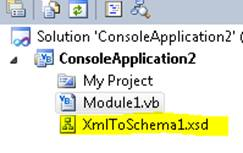 Solution 'ConsoleApplication2' (
ConsoleApplication2
My Project
Module1.vb
XmlToSchema1.xsd